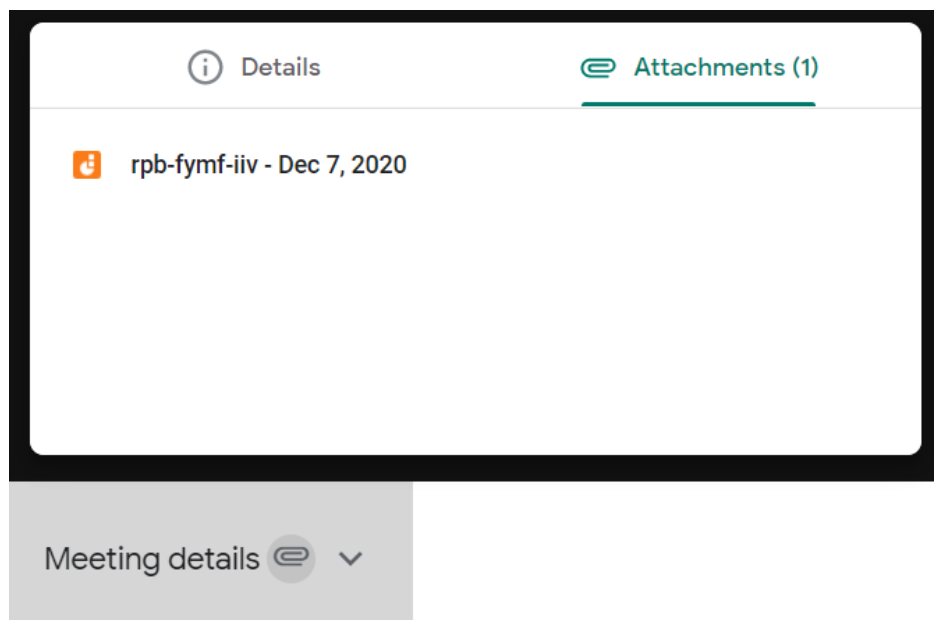 Details
Attachments (1)
rpb-fymf-iiv - Dec 7, 2020
Meeting details